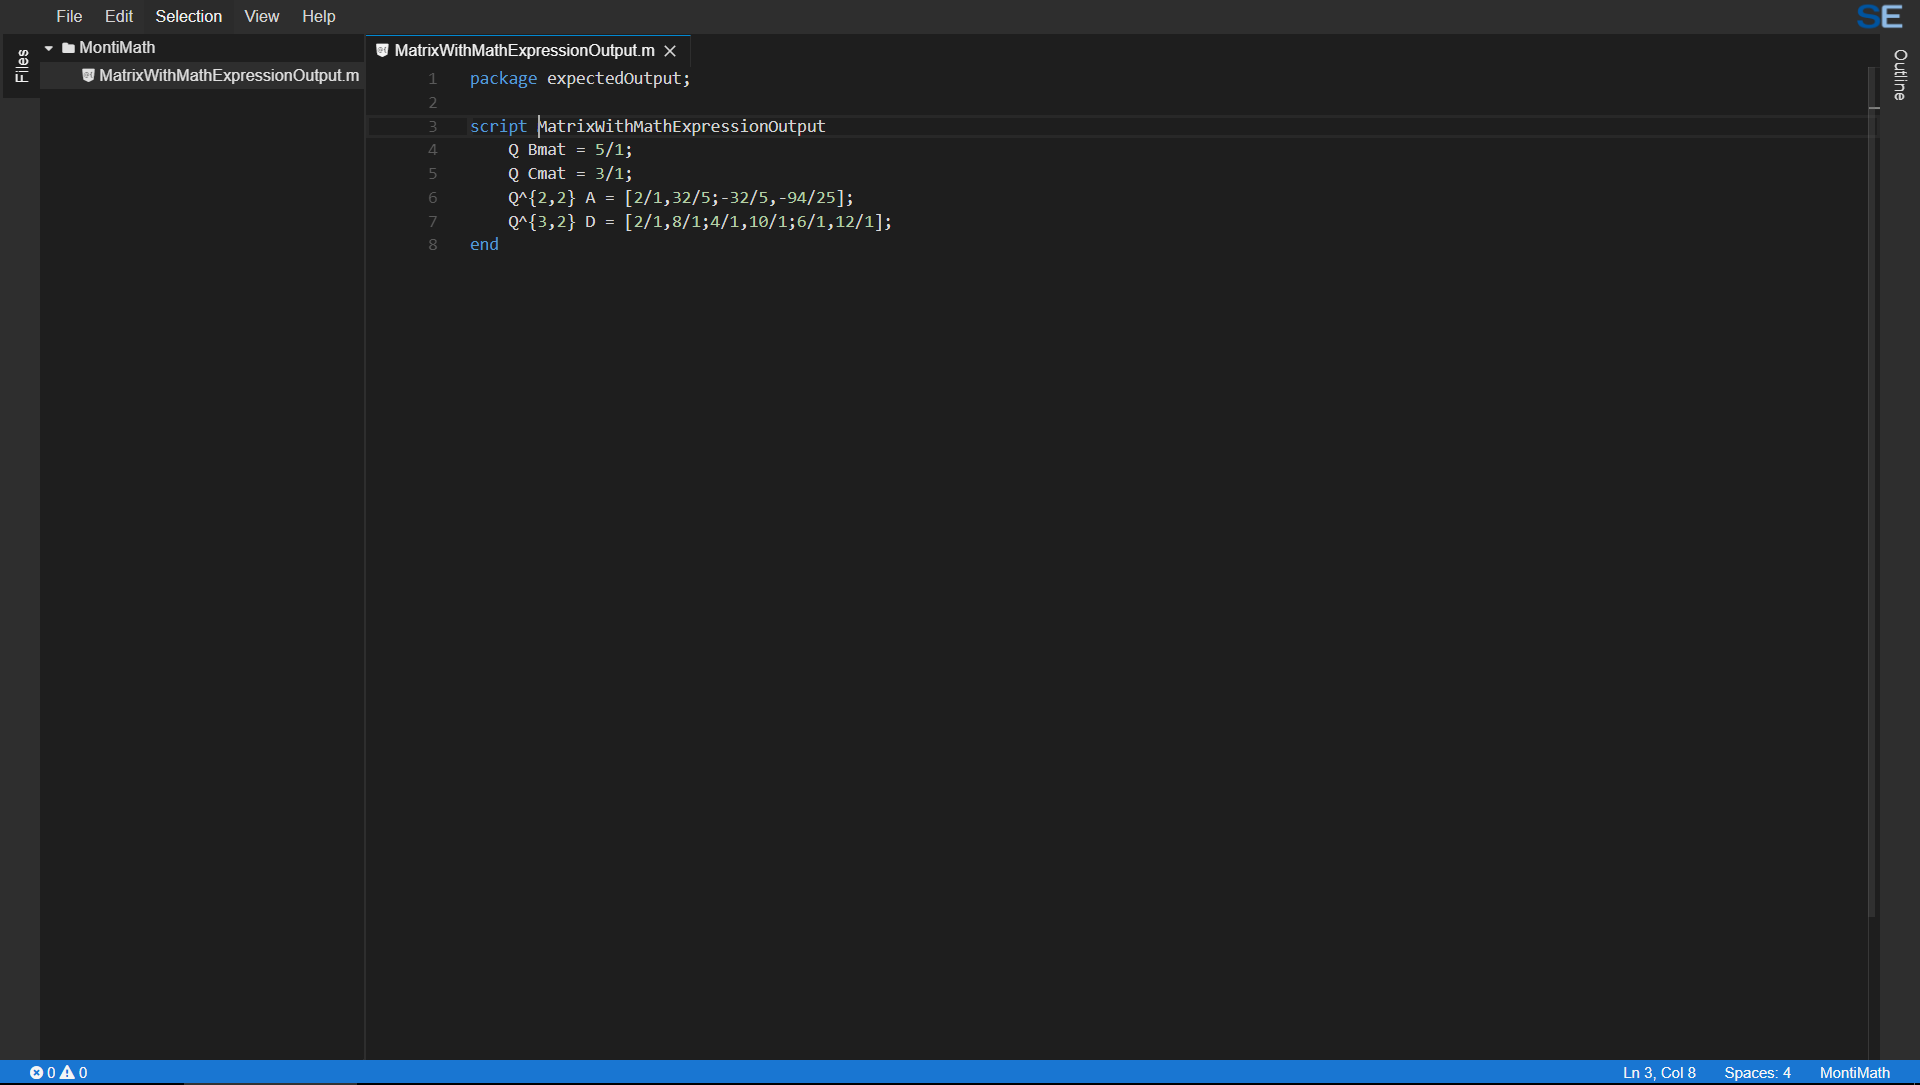 File Edit Selection View Help
SE
Files
MontiMath
MatrixWithMathExpressionOutput.m
MatrixWithMathExpressionOutput.m
1 package expectedOutput;
2
3 script MatrixWithMathExpressionOutput
4 Q Bmat = 5/1;
5 Q Cmat = 3/1;
6 Q^{2,2} A = [2/1,32/5;-32/5,-94/25];
7 Q^{3,2} D = [2/1,8/1;4/1,10/1;6/1,12/1];
8 end
Outline
0 0
Ln 3, Col 8 Spaces: 4 MontiMath